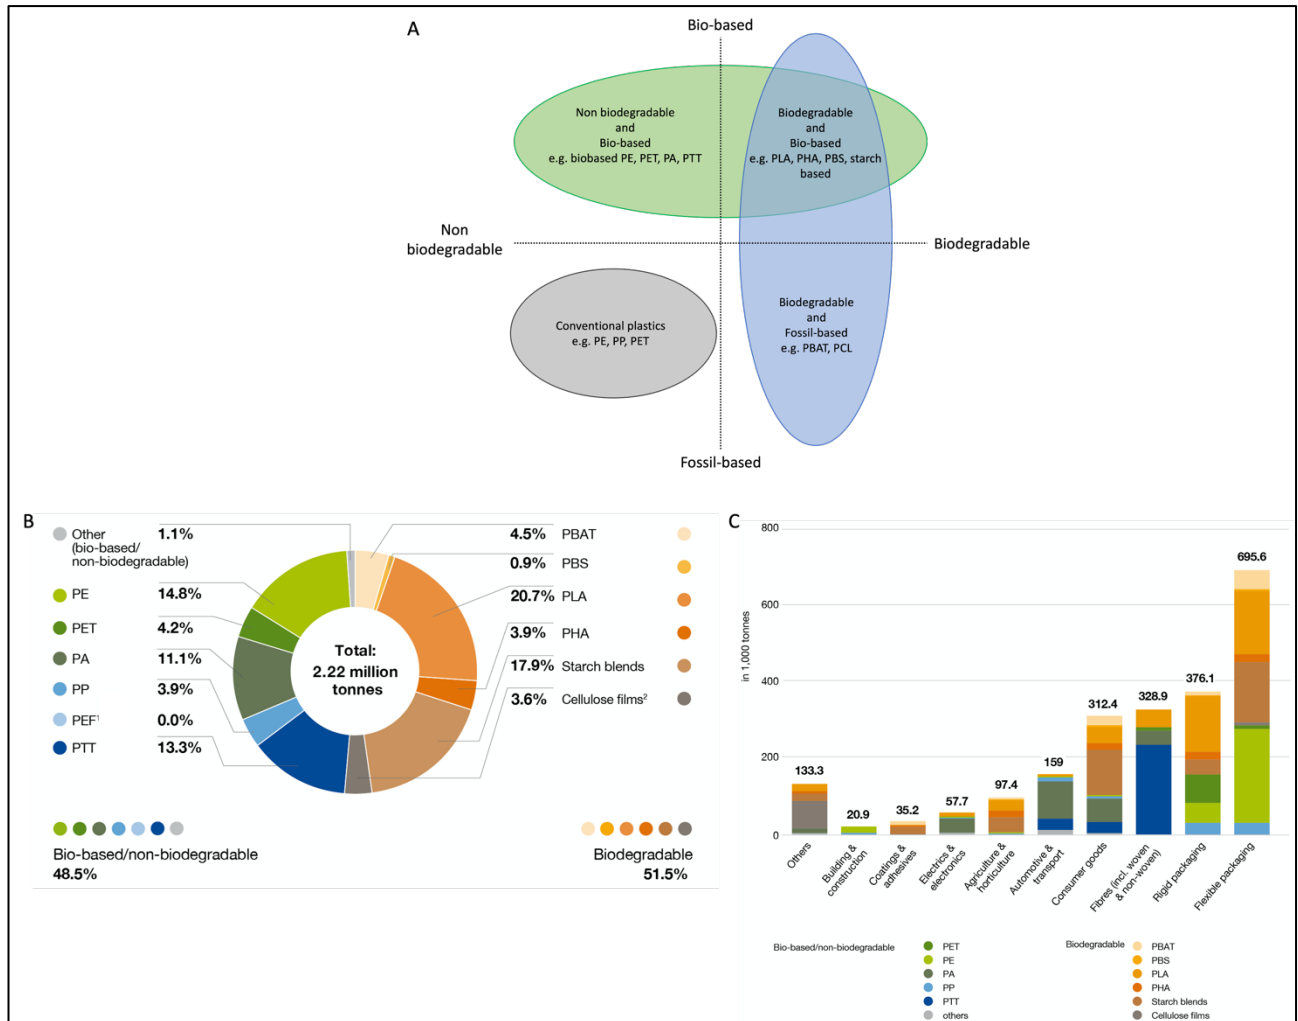 A
Bio-based
Non biodegradable
and
Bio-based
e.g. biobased PE, PET, PA, PTT
Biodegradable
and
Bio-based
e.g. PLA, PHA, PBS, starch
based
Non
biodegradable
Biodegradable
Conventional plastics
e.g. PE, PP, PET
Biodegradable
and
Fossil-based
e.g. PBAT, PCL
Fossil-based
B
Other
(bio-based/
non-biodegradable)
1.1%
PE
14.8%
PET
4.2%
PA
11.1%
PP
3.9%
PEF¹
0.0%
PTT
13.3%
Total:
2.22 million
tonnes
4.5%
PBAT
0.9%
PBS
20.7%
PLA
3.9%
PHA
17.9%
Starch blends
3.6%
Cellulose films²
Bio-based/non-biodegradable
48.5%
Biodegradable
51.5%
C
in 1,000 tonnes
800
600
400
200
0
133.3
20.9
35.2
57.7
97.4
159
312.4
328.9
376.1
695.6
Others
Building &
construction
Coatings &
adhesives
Electrics &
electronics
Agriculture &
horticulture
Automotive &
transport
Consumer goods
Fibres (incl. woven
& non-woven)
Rigid packaging
Flexible packaging
Bio-based/non-biodegradable
PET
PE
PA
PP
PTT
others
Biodegradable
PBAT
PBS
PLA
PHA
Starch blends
Cellulose films